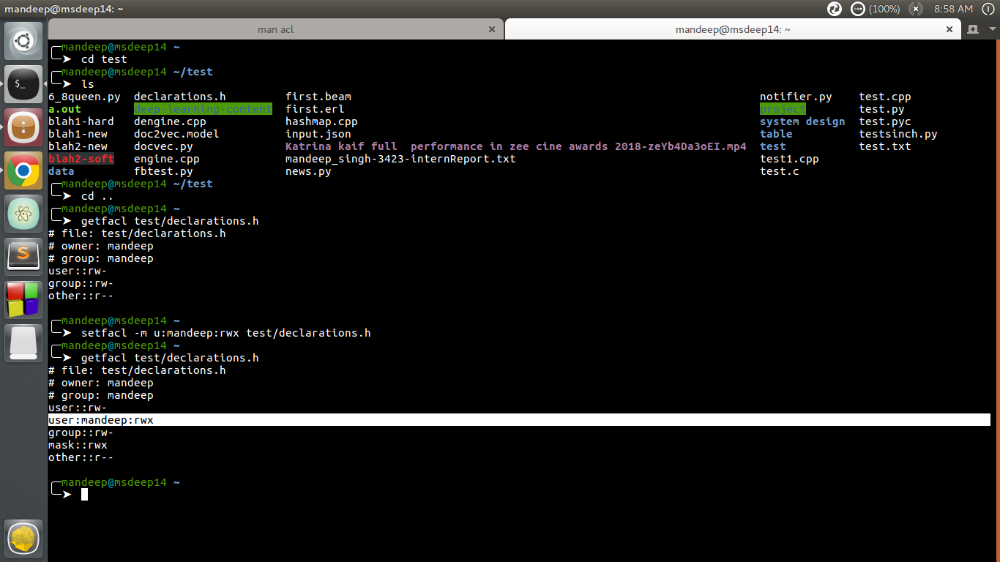 mandeep@msdeep14: ~ (100%) 8:58 AM
man acl × mandeep@msdeep14: ~ ×
mandeep@msdeep14 ~
➤ cd test
mandeep@msdeep14 ~/test
➤ ls
6_8queen.py declarations.h first.beam notifier.py test.cpp
a.out deep-learning-content first.erl project test.py
blah1-hard dengine.cpp hashmap.cpp system design test.pyc
blah1-new doc2vec.model input.json table testsinch.py
blah2-new docvec.py Katrina kaif full  performance in zee cine awards 2018-zeYb4Da3oEI.mp4 test test.txt
blah2-soft engine.cpp mandeep_singh-3423-internReport.txt test1.cpp
data fbtest.py news.py test.c
mandeep@msdeep14 ~/test
➤ cd ..
mandeep@msdeep14 ~
➤ getfacl test/declarations.h
# file: test/declarations.h
# owner: mandeep
# group: mandeep
user::rw-
group::rw-
other::r--
mandeep@msdeep14 ~
➤ setfacl -m u:mandeep:rwx test/declarations.h
mandeep@msdeep14 ~
➤ getfacl test/declarations.h
# file: test/declarations.h
# owner: mandeep
# group: mandeep
user::rw-
user:mandeep:rwx
group::rw-
mask::rwx
other::r--
mandeep@msdeep14 ~
➤